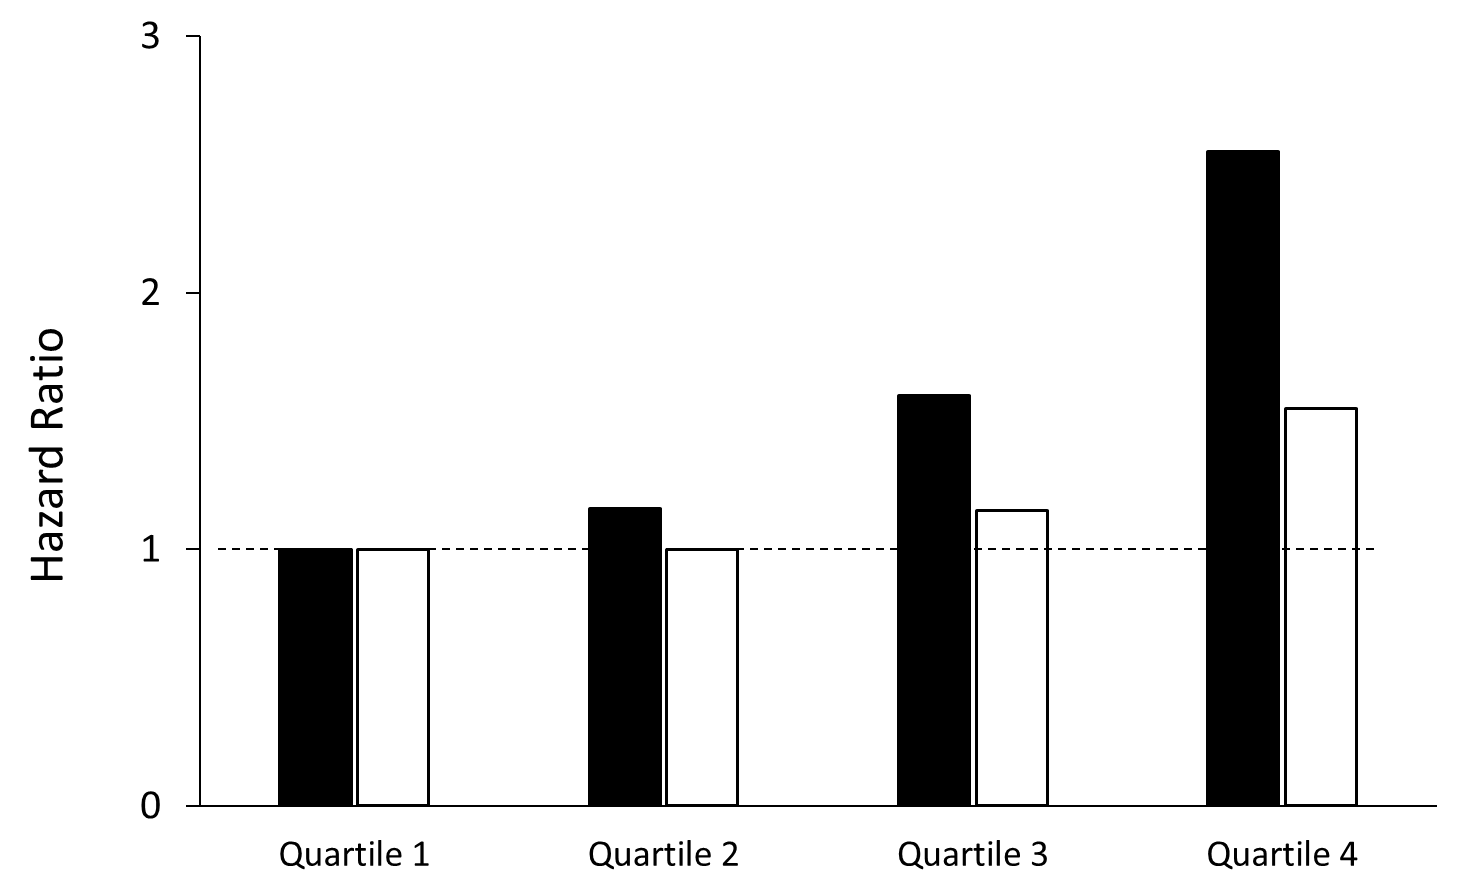 3
2
1
0
Hazard Ratio
Quartile 1
Quartile 2
Quartile 3
Quartile 4